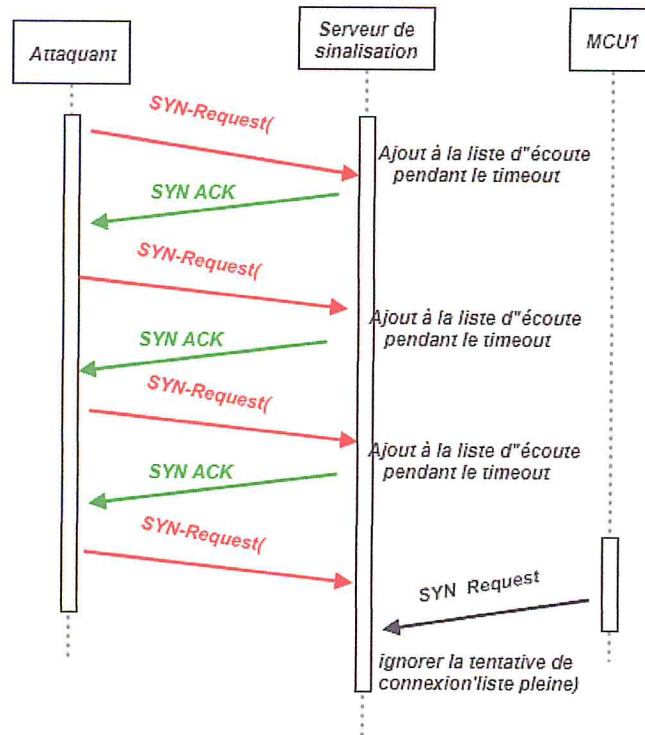 Attaquant
Serveur de
sinalisation
MCU1
SYN-Request(
Ajout à la liste d"écoute
pendant le timeout
SYN ACK
SYN-Request(
Ajout à la liste d"écoute
pendant le timeout
SYN ACK
SYN-Request(
Ajout à la liste d"écoute
pendant le timeout
SYN ACK
SYN-Request(
SYN Request
ignorer la tentative de
connexion'liste pleine)